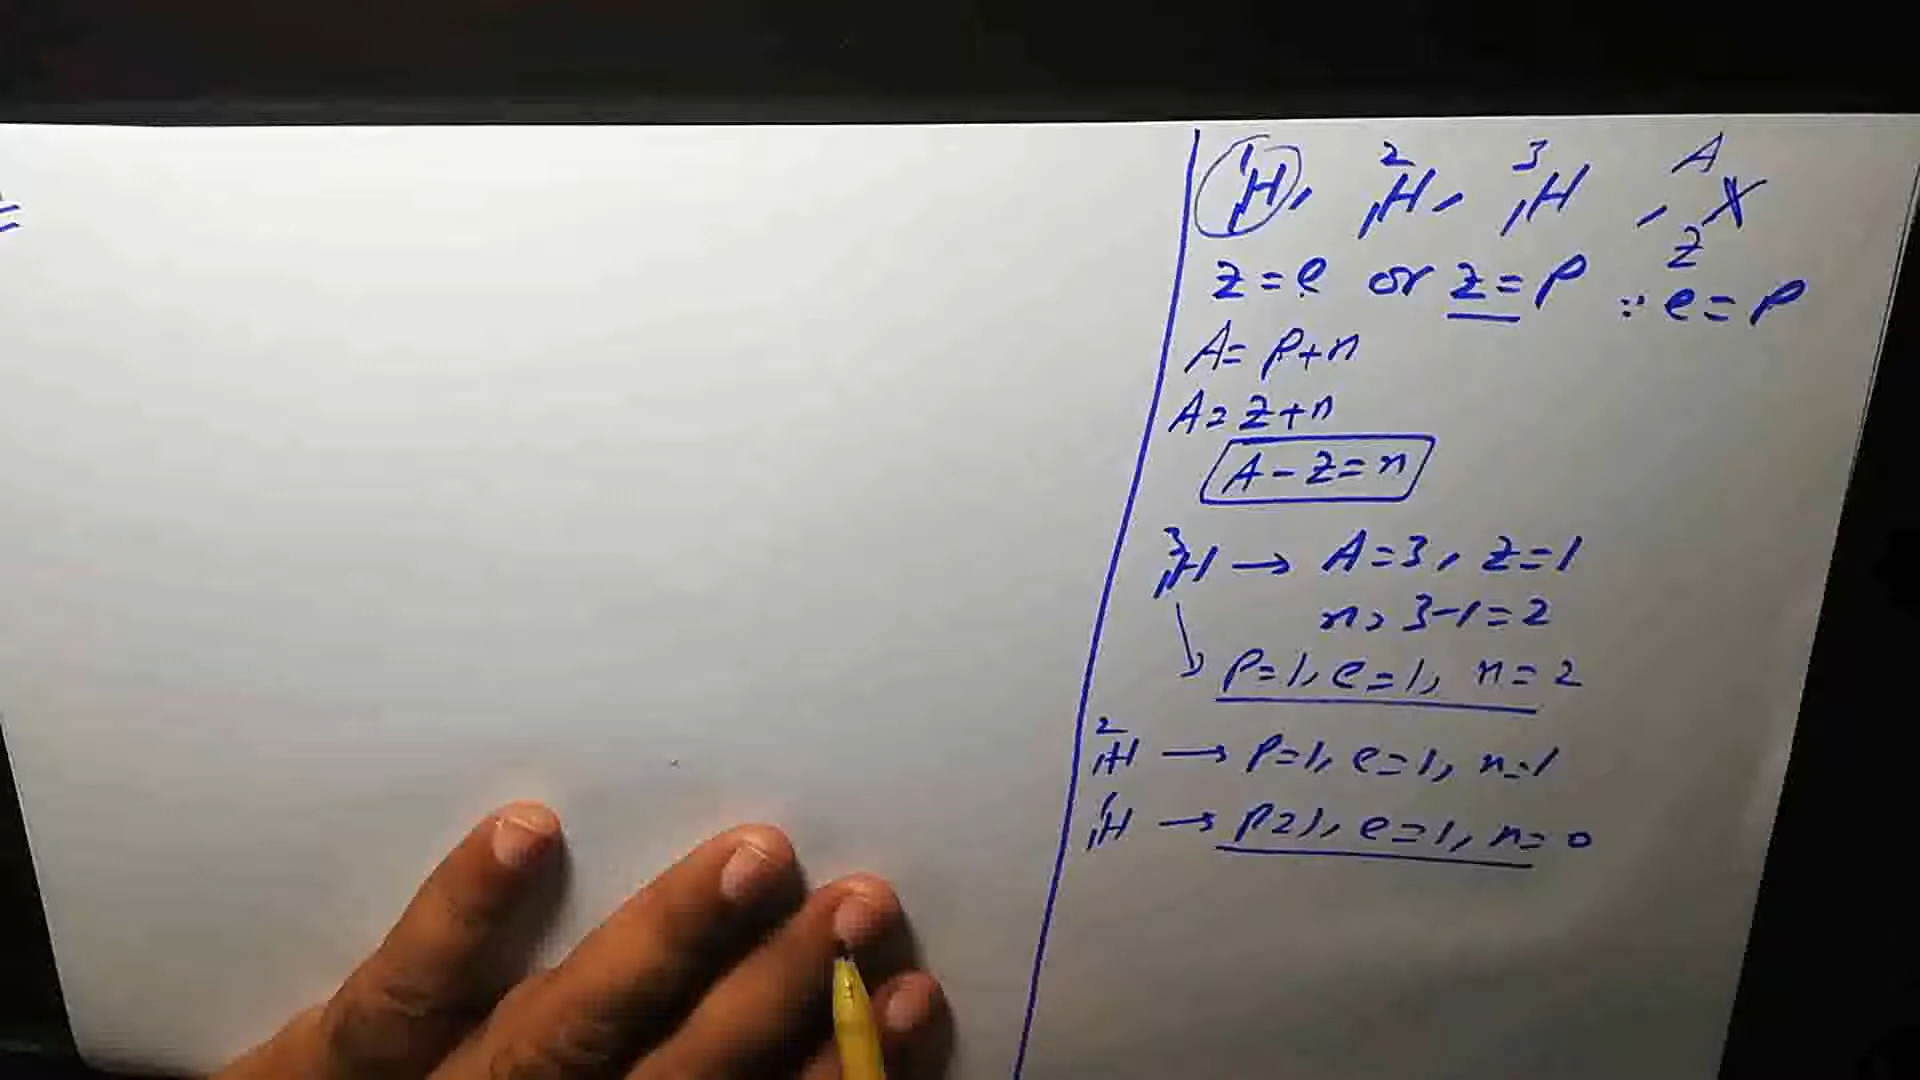 ¹₁H, ²₁H, ³₁H, ᴬ_Z X
z = e or z = p ∵ e = p
A = p+n
A = z+n
A - z = n
³₁H → A = 3, z = 1
n = 3-1 = 2
p=1, e=1, n = 2
²₁H → p=1, e=1, n=1
¹₁H → p=1, e=1, n=0